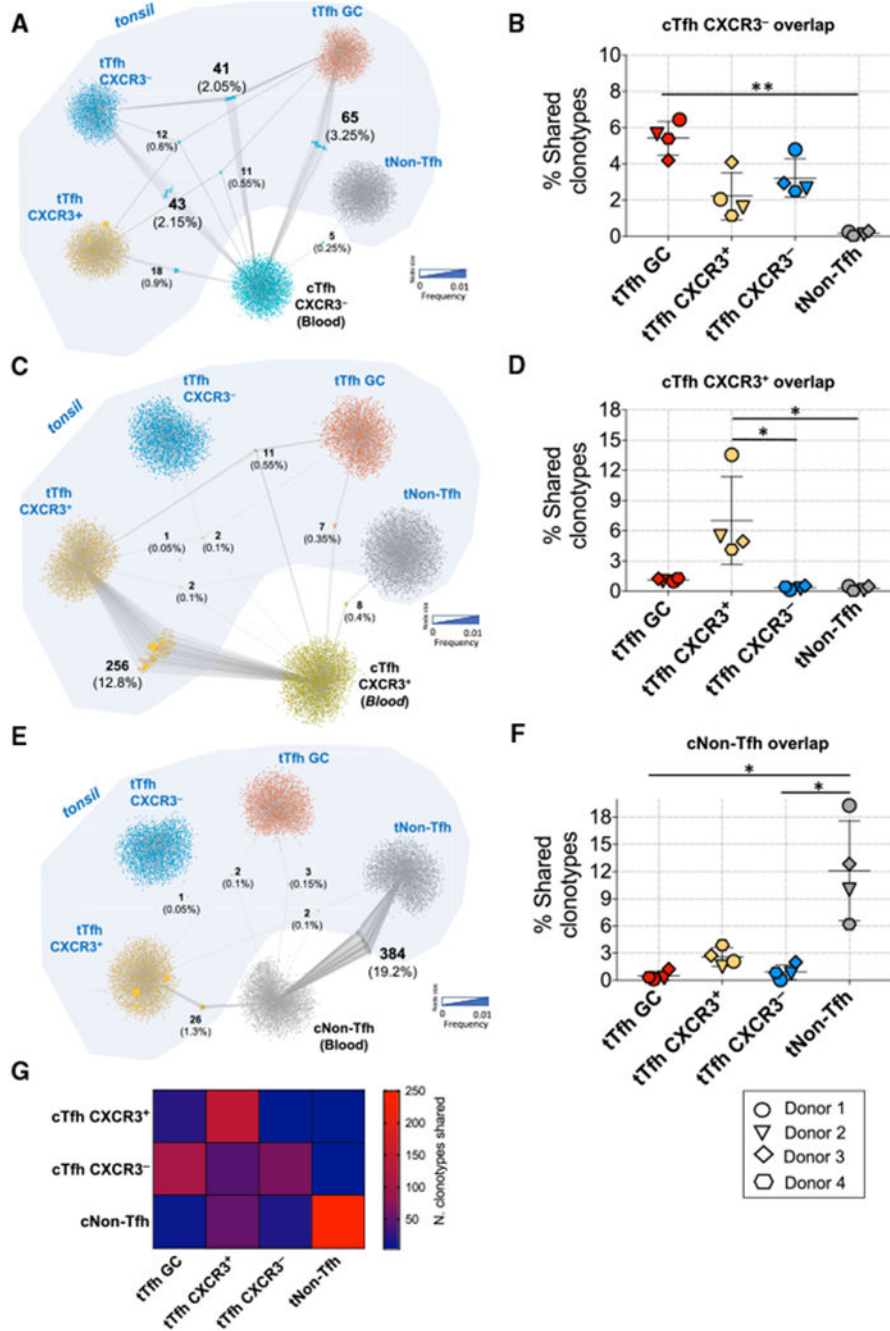 A
tonsil
tTfh GC
tTfh
CXCR3–
41
(2.05%)
65
(3.25%)
12
(0.6%)
tNon-Tfh
11
(0.55%)
tTfh
CXCR3+
43
(2.15%)
5
(0.25%)
18
(0.9%)
cTfh
CXCR3–
(Blood)
Node size
0.01
Frequency
B
cTfh CXCR3– overlap
% Shared
clonotypes
10
8
6
4
2
0
**
tTfh GC
tTfh CXCR3+
tTfh CXCR3–
tNon-Tfh
C
tonsil
tTfh
CXCR3–
tTfh GC
11
(0.55%)
tNon-Tfh
tTfh
CXCR3+
7
(0.35%)
1
(0.05%)
2
(0.1%)
2
(0.1%)
8
(0.4%)
256
(12.8%)
cTfh
CXCR3+
(Blood)
Node size
0.01
Frequency
D
cTfh CXCR3+ overlap
% Shared
clonotypes
18
15
12
9
6
3
0
*
*
tTfh GC
tTfh CXCR3+
tTfh CXCR3–
tNon-Tfh
E
tonsil
tTfh
CXCR3–
tTfh GC
tNon-Tfh
2
(0.1%)
3
(0.15%)
1
(0.05%)
2
(0.1%)
tTfh
CXCR3+
384
(19.2%)
26
(1.3%)
cNon-Tfh
(Blood)
Node size
0.01
Frequency
F
cNon-Tfh overlap
% Shared
clonotypes
18
15
12
9
6
3
0
*
*
tTfh GC
tTfh CXCR3+
tTfh CXCR3–
tNon-Tfh
G
cTfh CXCR3+
cTfh CXCR3–
cNon-Tfh
tTfh GC
tTfh CXCR3+
tTfh CXCR3–
tNon-Tfh
250
200
150
100
50
N. clonotypes shared
Donor 1
Donor 2
Donor 3
Donor 4